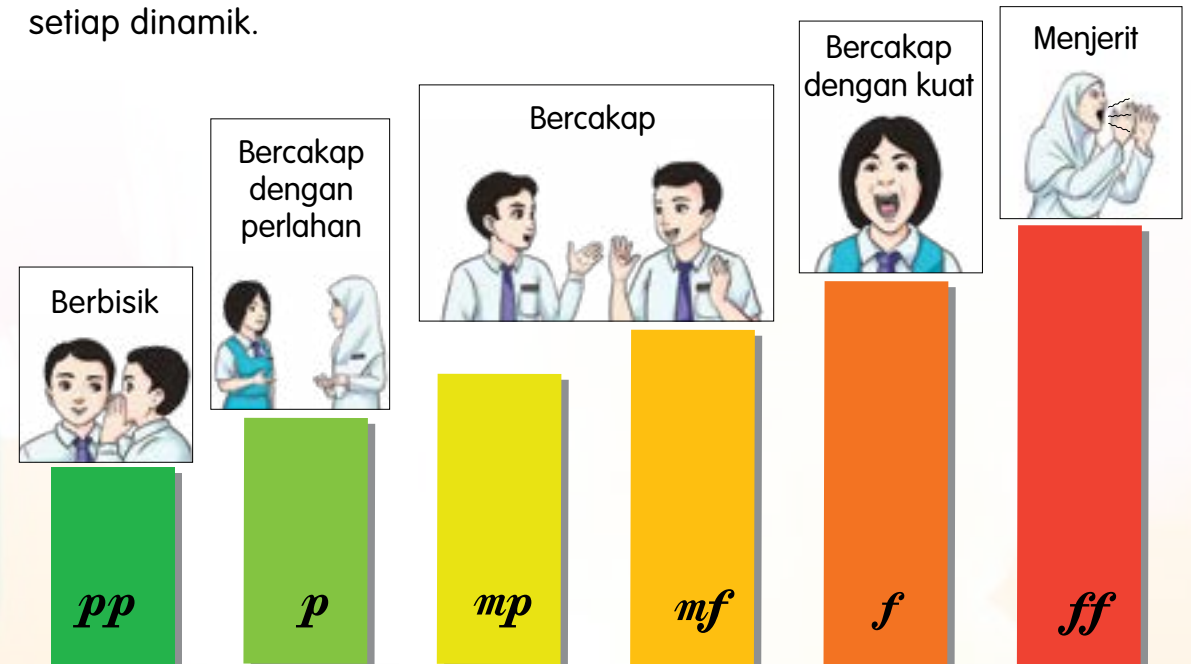 setiap dinamik.
Berbisik
Bercakap
dengan
perlahan
Bercakap
Bercakap
dengan kuat
Menjerit
pp
p
mp
mf
f
ff